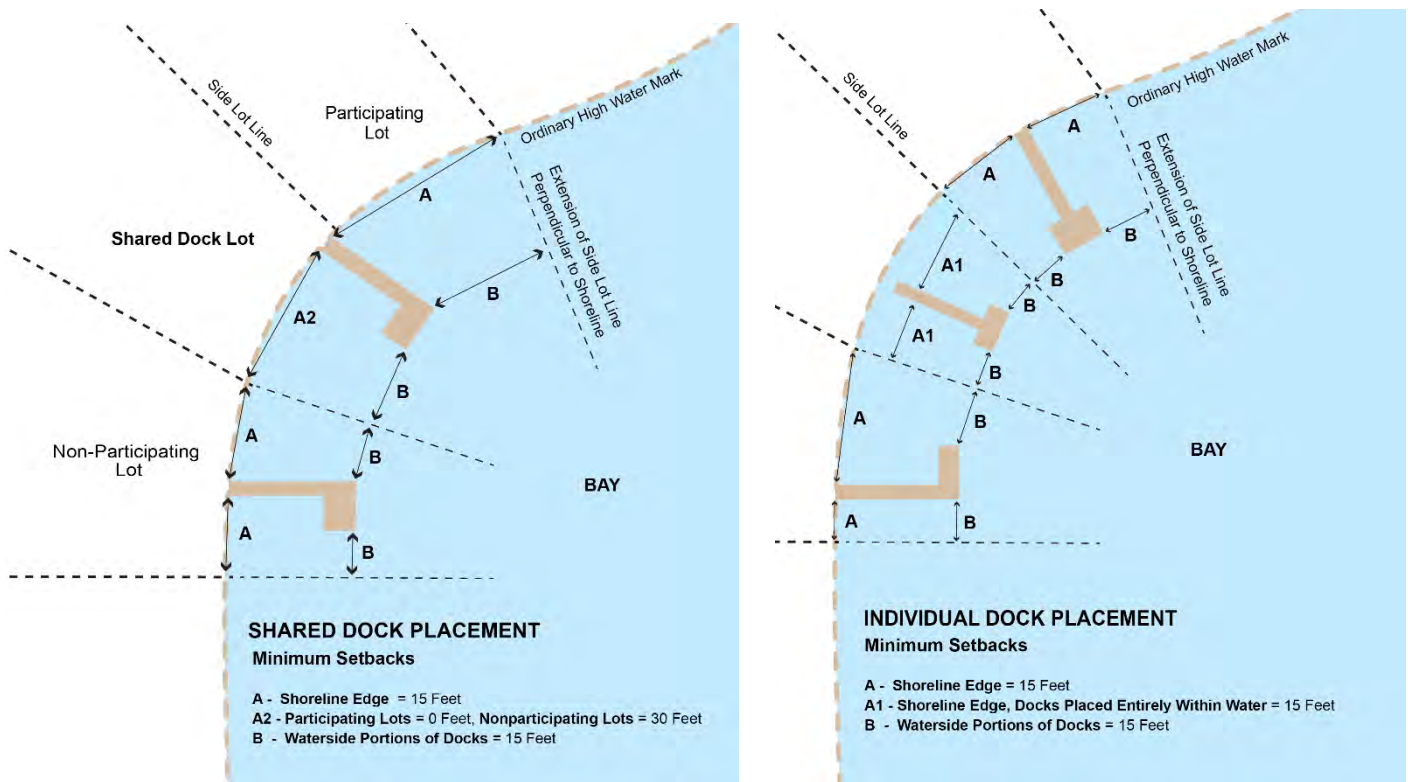 Side Lot Line
Participating
Lot
Ordinary High Water Mark
A
Extension of Side Lot Line
Perpendicular to Shoreline
Shared Dock Lot
B
A2
B
A
Non-Participating
Lot
B
BAY
A
B
SHARED DOCK PLACEMENT
Minimum Setbacks
A - Shoreline Edge = 15 Feet
A2 - Participating Lots = 0 Feet, Nonparticipating Lots = 30 Feet
B - Waterside Portions of Docks = 15 Feet
Side Lot Line
Ordinary High Water Mark
A
A
Extension of Side Lot Line
Perpendicular to Shoreline
B
A1
B
B
A1
B
A
B
BAY
A
B
INDIVIDUAL DOCK PLACEMENT
Minimum Setbacks
A - Shoreline Edge = 15 Feet
A1 - Shoreline Edge, Docks Placed Entirely Within Water = 15 Feet
B - Waterside Portions of Docks = 15 Feet